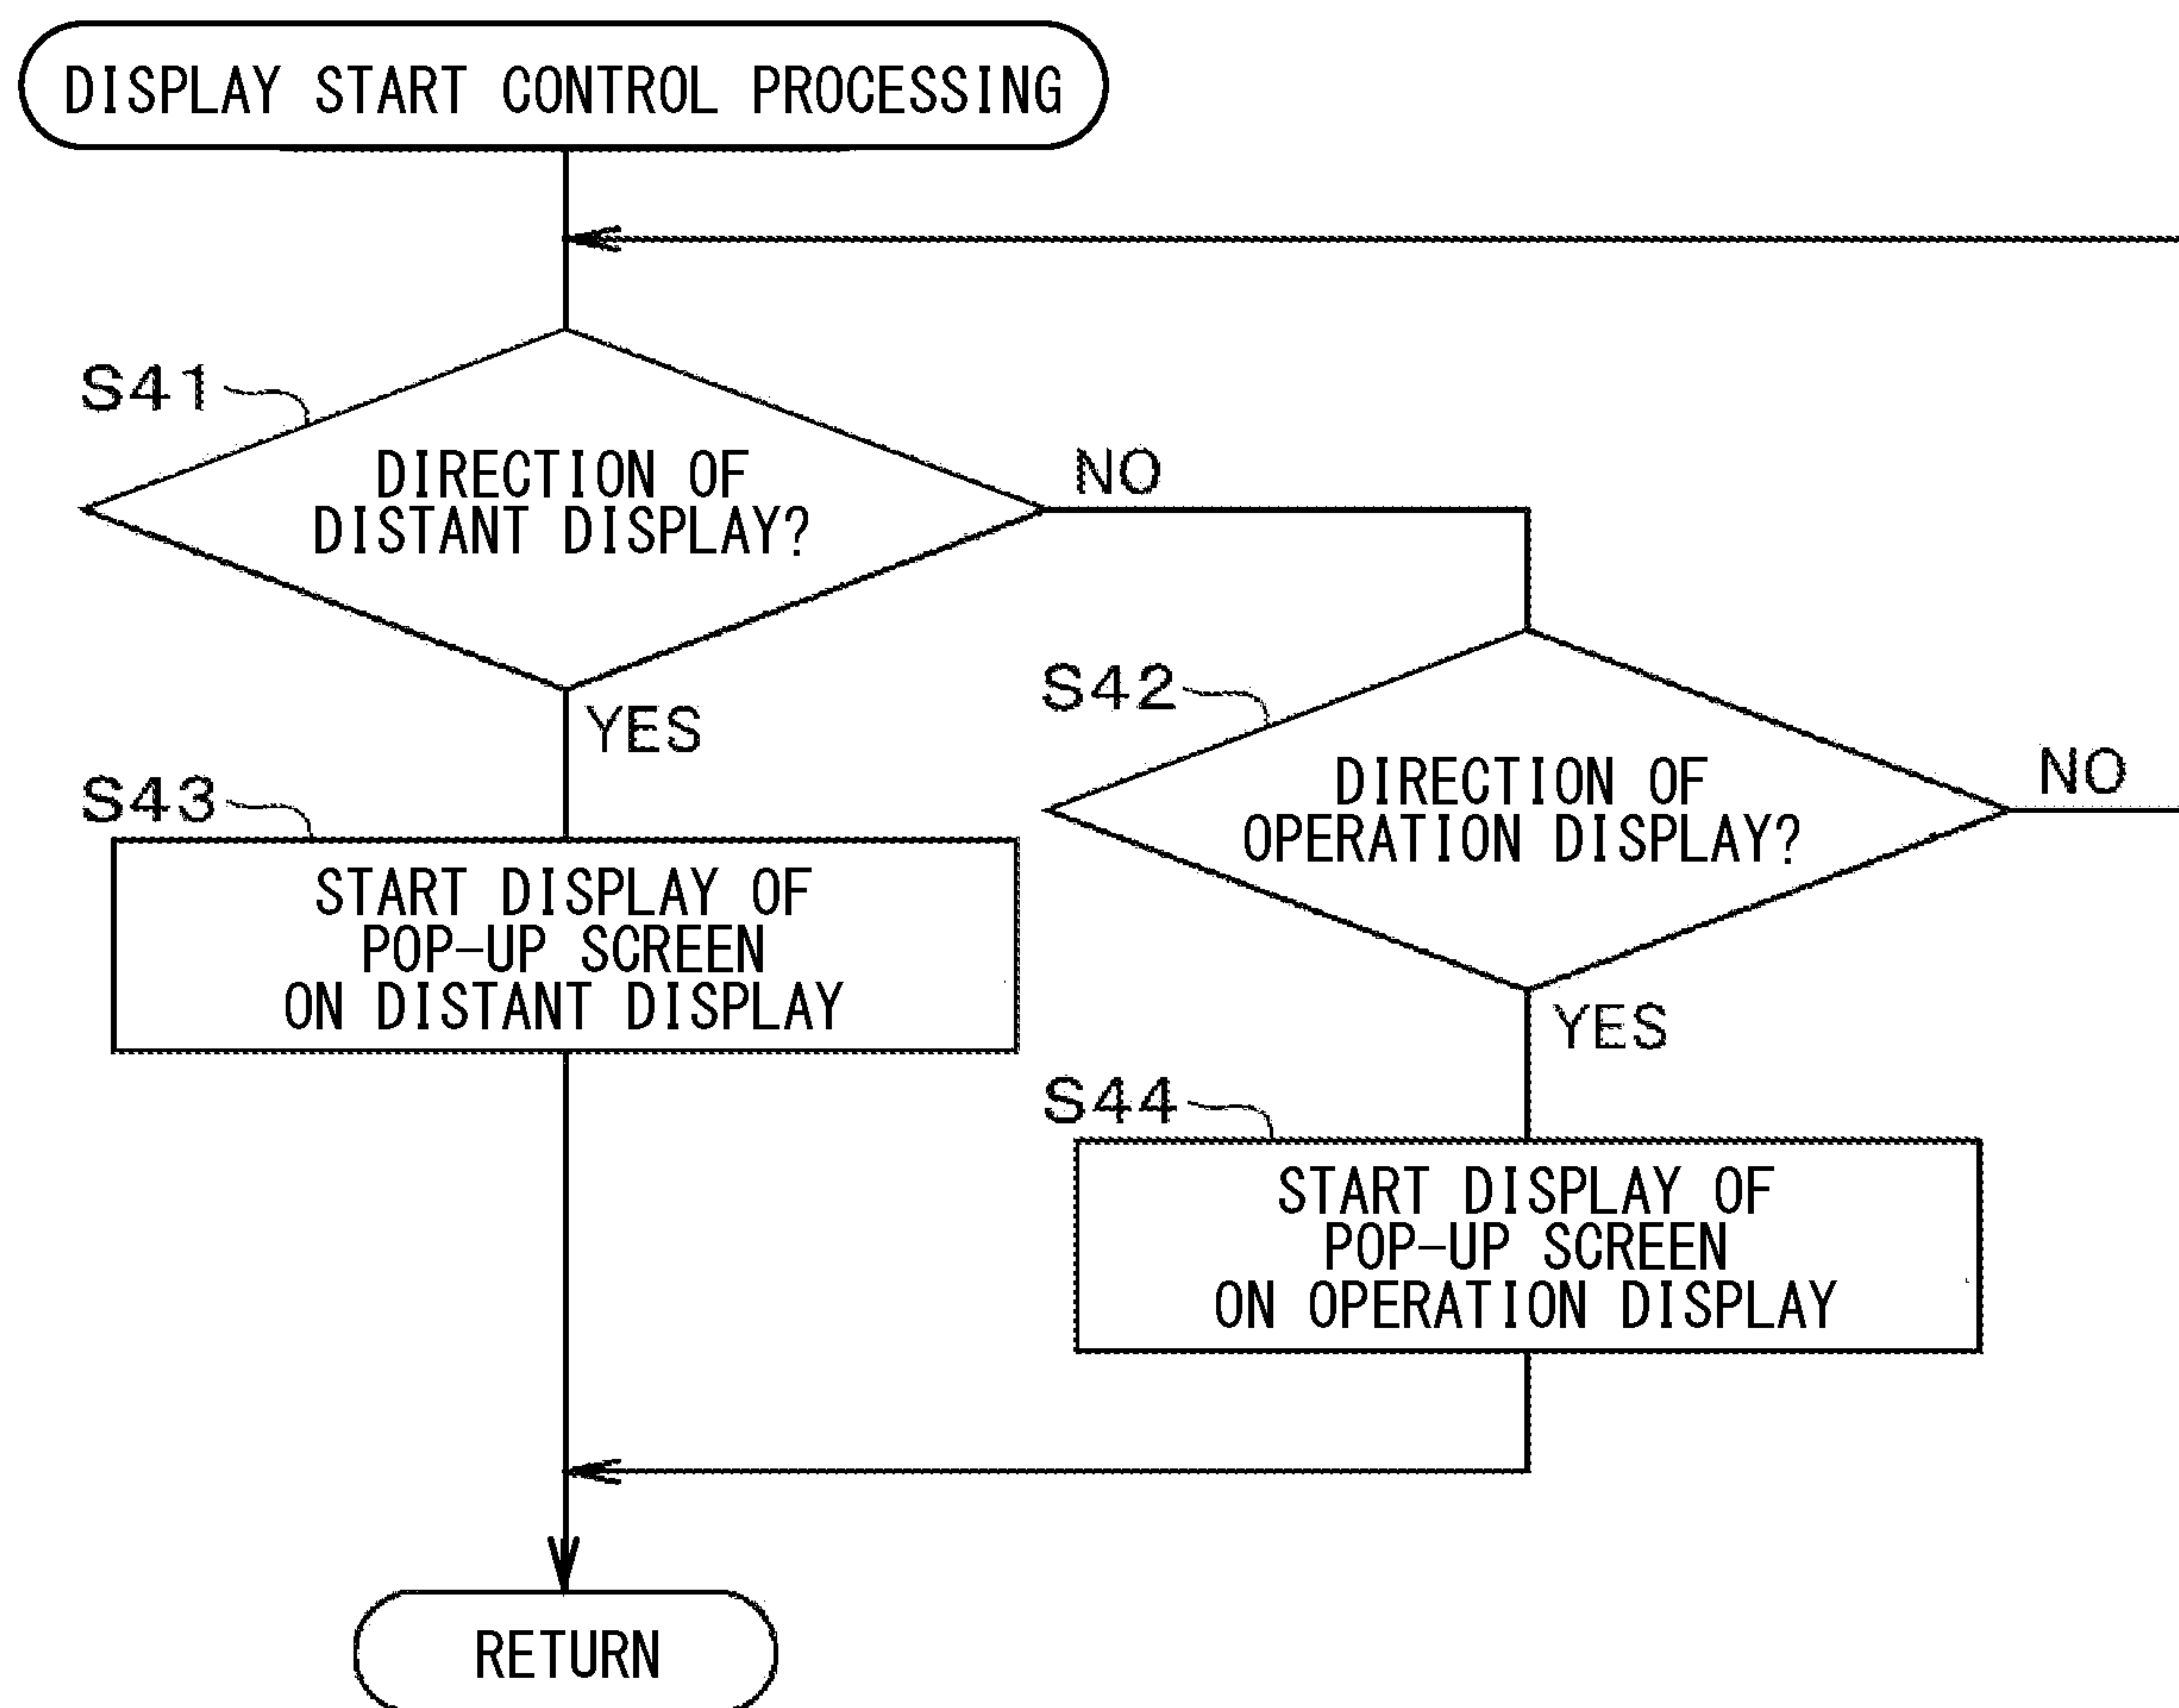 DISPLAY START CONTROL PROCESSING
S41
DIRECTION OF
DISTANT DISPLAY?
NO
YES
S42
DIRECTION OF
OPERATION DISPLAY?
NO
YES
S43
START DISPLAY OF
POP-UP SCREEN
ON DISTANT DISPLAY
S44
START DISPLAY OF
POP-UP SCREEN
ON OPERATION DISPLAY
RETURN